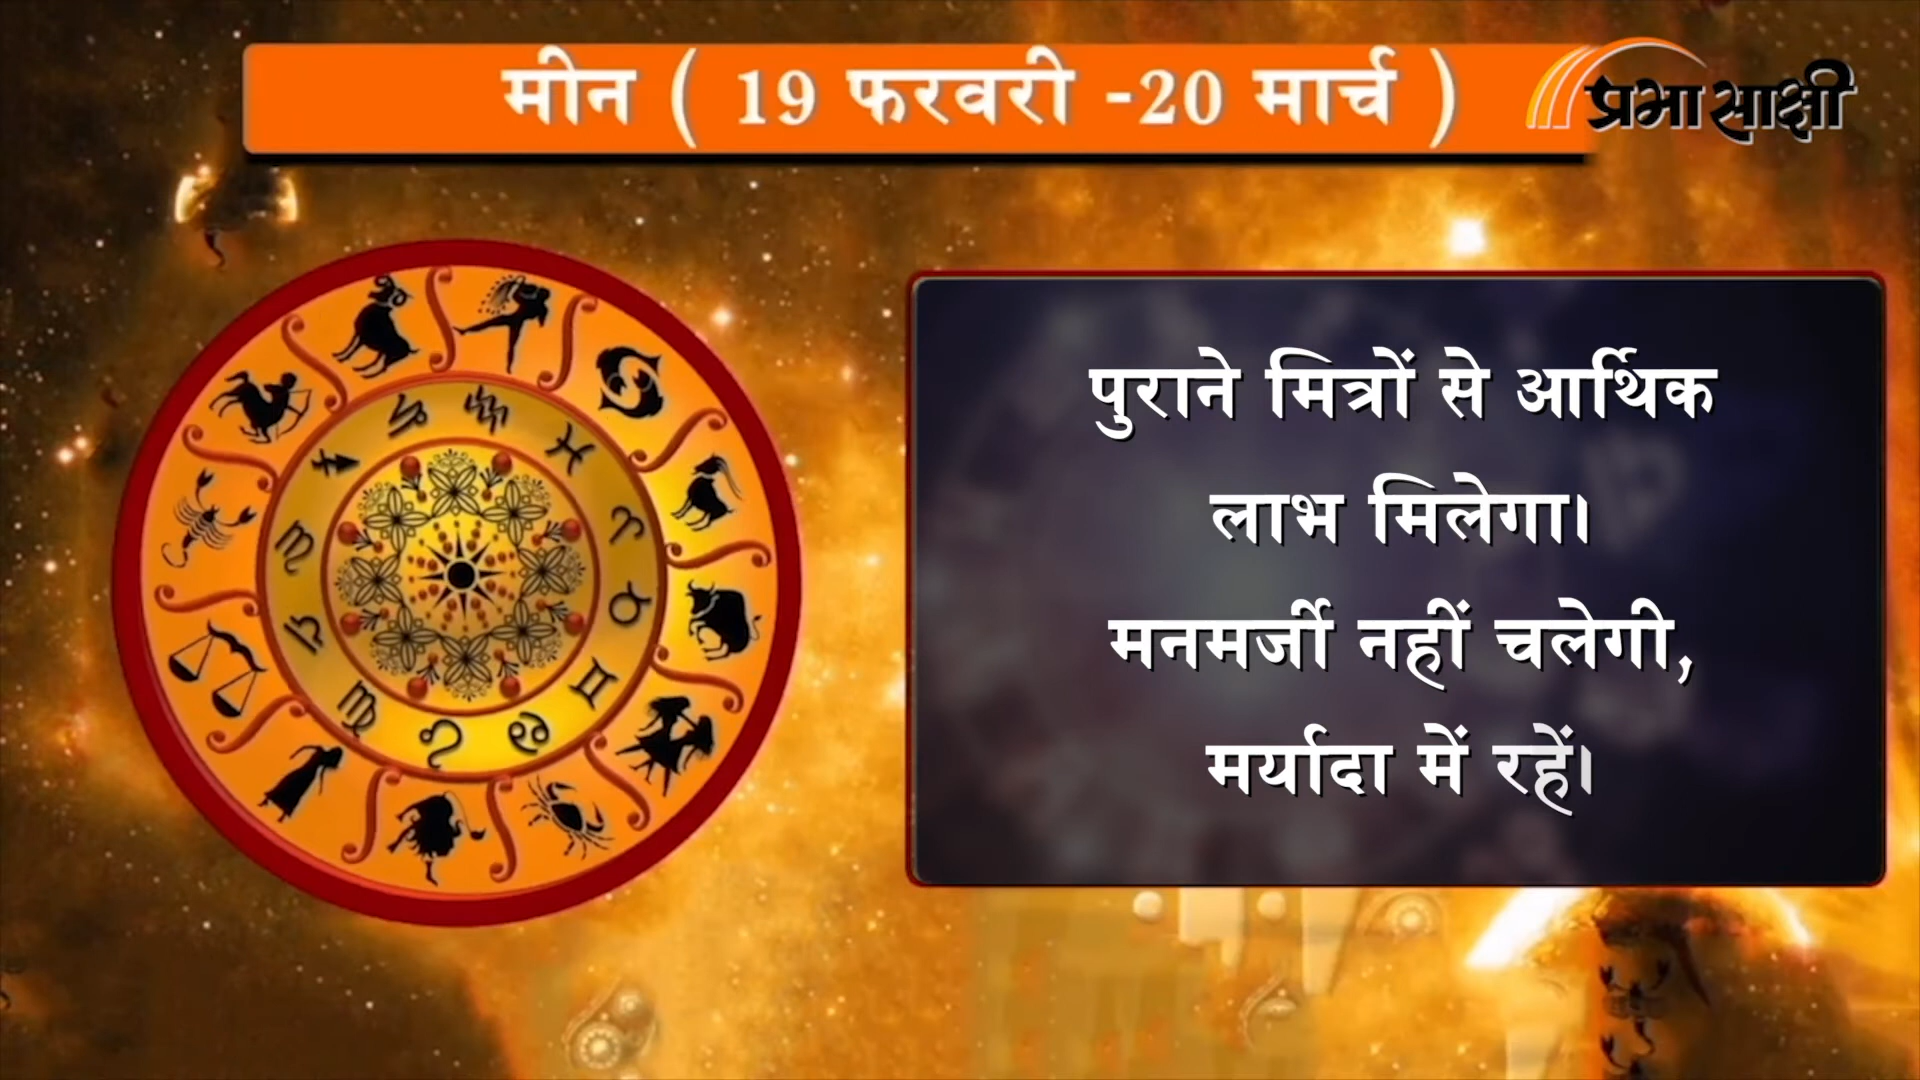 मीन ( 19 फरवरी -20 मार्च )
प्रभासाक्षी
पुराने मित्रों से आर्थिक
लाभ मिलेगा।
मनमर्जी नहीं चलेगी,
मर्यादा में रहें।